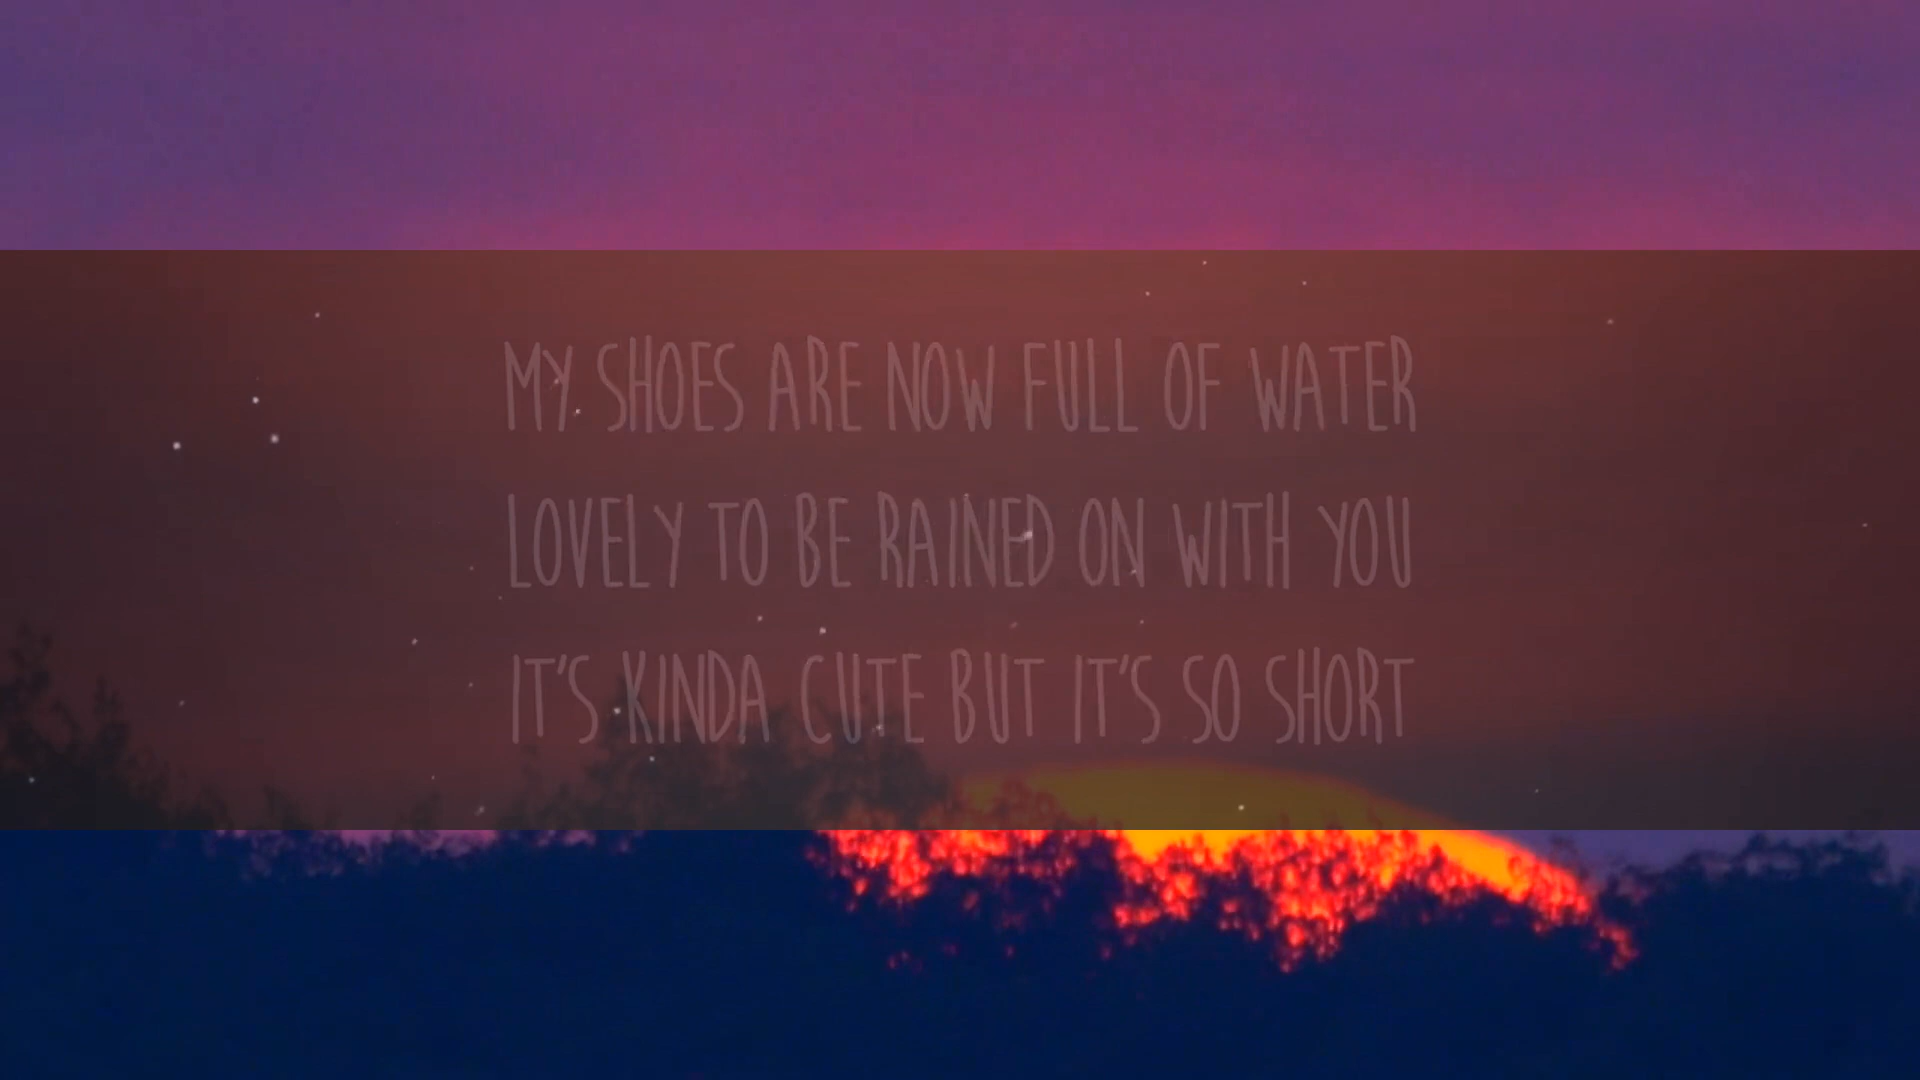 MY SHOES ARE NOW FULL OF WATER
LOVELY TO BE RAINED ON WITH YOU
IT'S KINDA CUTE BUT IT'S SO SHORT